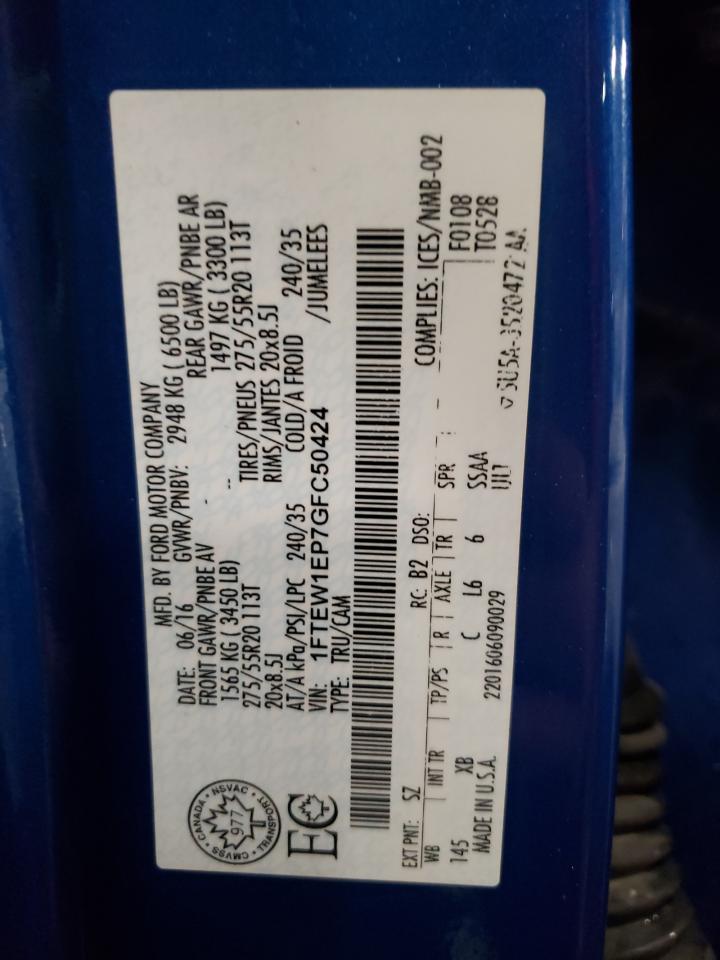 MFD. BY FORD MOTOR COMPANY
DATE: 06/16 GVWR/PNBV: 2948 KG ( 6500 LB)
FRONT GAWR/PNBE AV REAR GAWR/PNBE AR
1565 KG ( 3450 LB) 1497 KG ( 3300 LB)
275/55R20 113T TIRES/PNEUS 275/55R20 113T
20x8.5J RIMS/JANTES 20x8.5J
AT/A kPa/PSI/LPC 240/35 COLD/A FROID 240/35
VIN: 1FTEW1EP7GFC50424 /JUMELEES
TYPE: TRU/CAM
CANADA • NSVAC • TRANSPORT • CMVSS
977
EC
EXT PNT: SZ RC: B2 DSO: COMPLIES: ICES/NMB-002
WB INT TR TP/PS R AXLE TR SPR F0108
T0528
145 XB C L6 6 SSAA
MADE IN U.S.A. 2201606090029